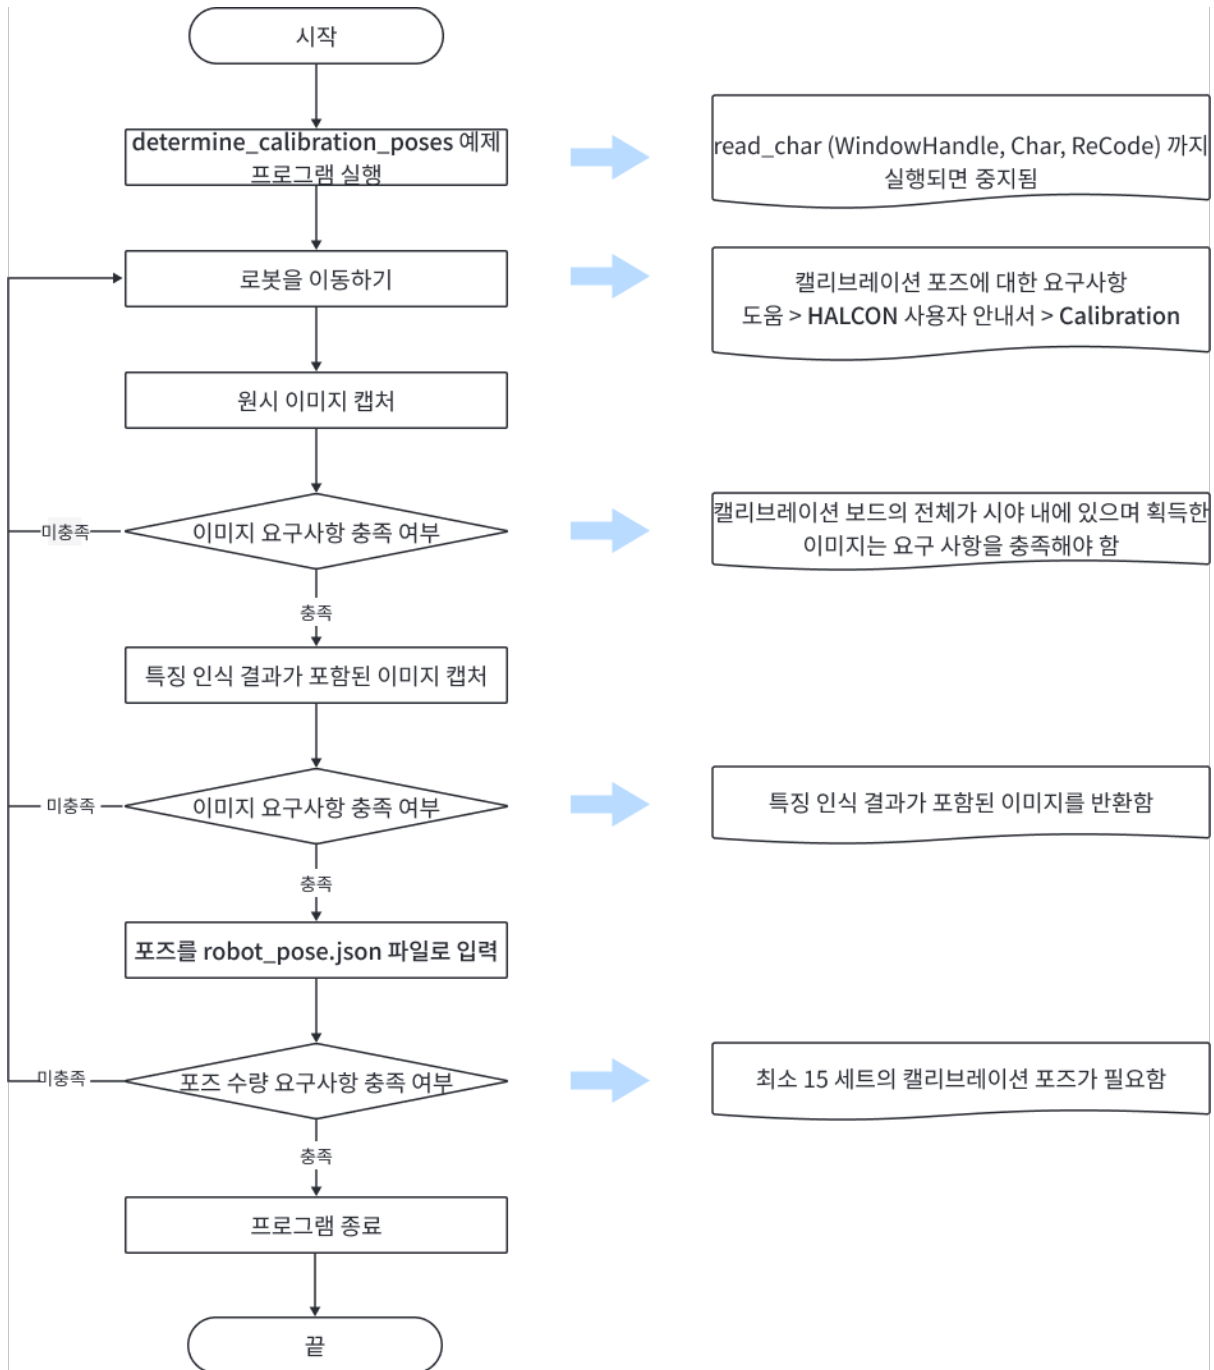 시작
determine_calibration_poses 예제
프로그램 실행
read_char (WindowHandle, Char, ReCode) 까지
실행되면 중지됨
로봇을 이동하기
캘리브레이션 포즈에 대한 요구사항
도움 > HALCON 사용자 안내서 > Calibration
원시 이미지 캡처
이미지 요구사항 충족 여부
미충족
캘리브레이션 보드의 전체가 시야 내에 있으며 획득한
이미지는 요구 사항을 충족해야 함
충족
특징 인식 결과가 포함된 이미지 캡처
이미지 요구사항 충족 여부
미충족
특징 인식 결과가 포함된 이미지를 반환함
충족
포즈를 robot_pose.json 파일로 입력
포즈 수량 요구사항 충족 여부
미충족
최소 15 세트의 캘리브레이션 포즈가 필요함
충족
프로그램 종료
끝